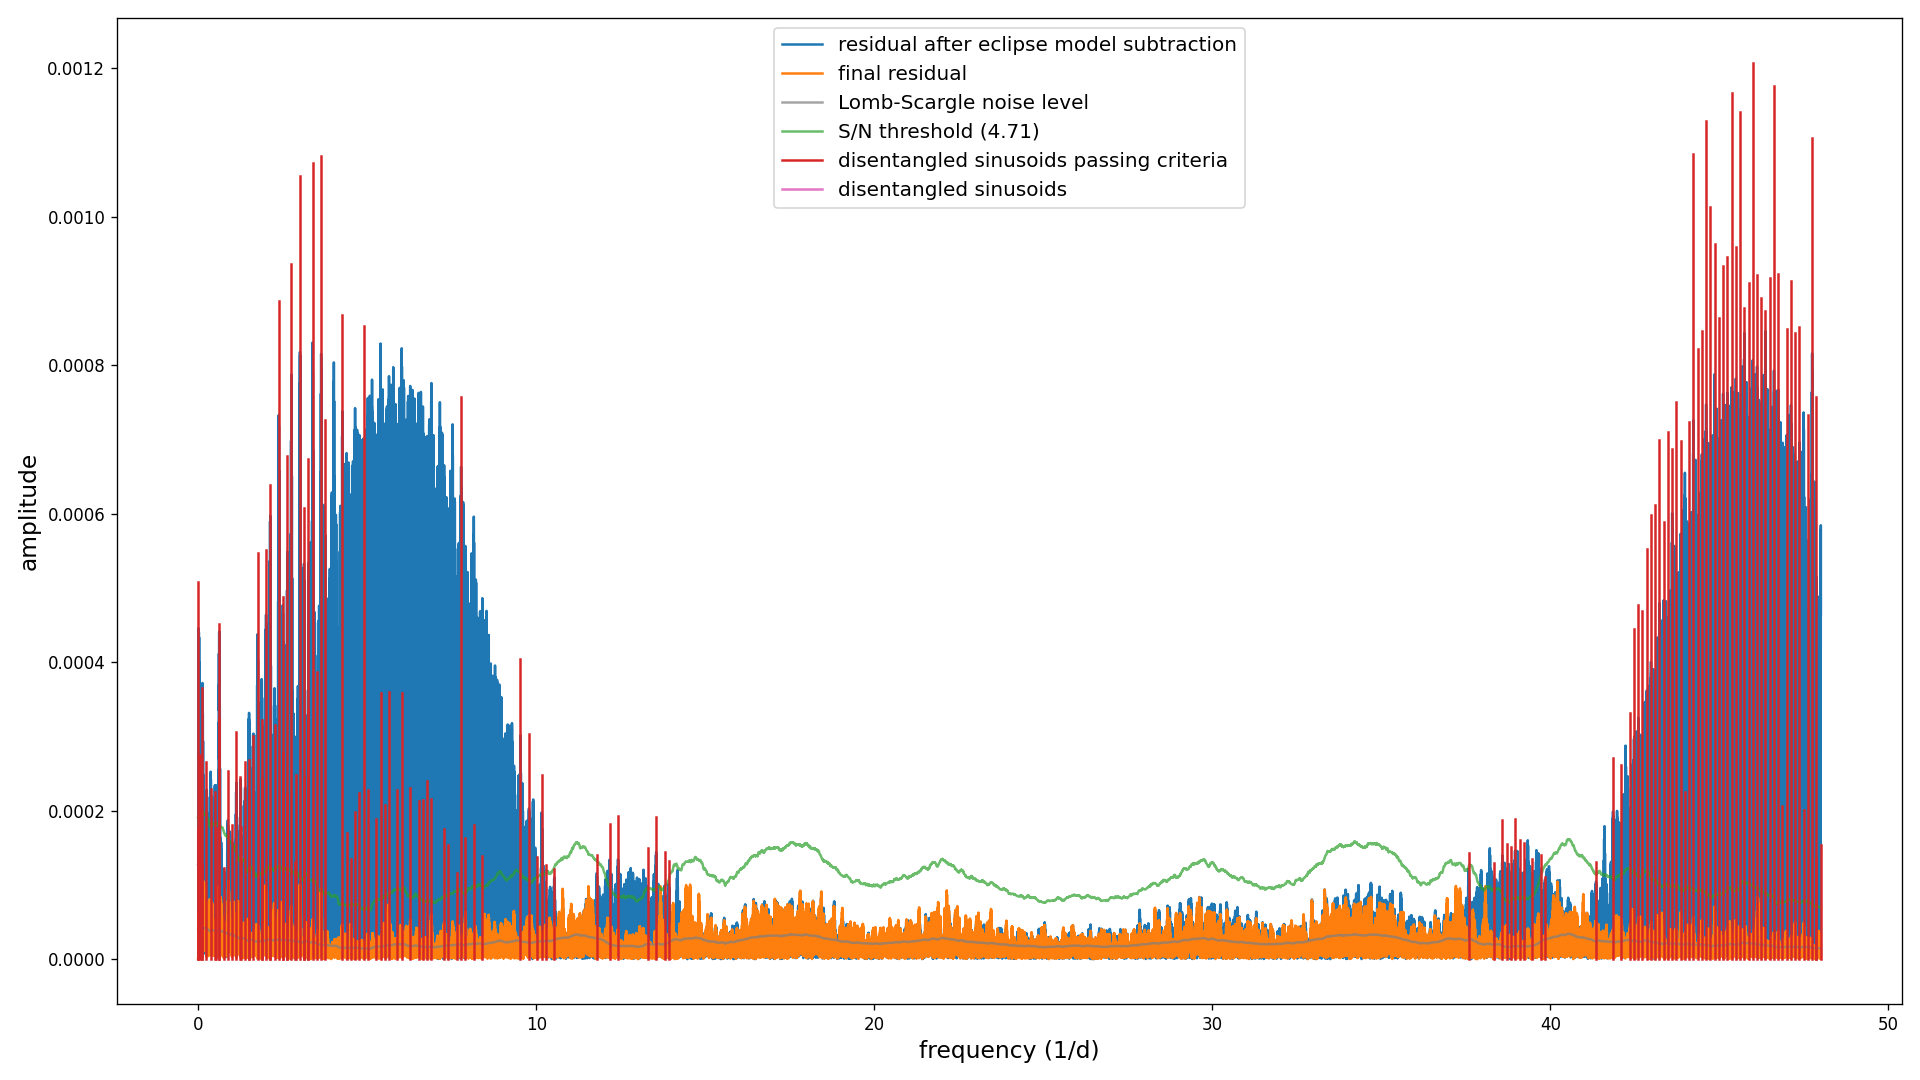 residual after eclipse model subtraction
final residual
Lomb-Scargle noise level
S/N threshold (4.71)
disentangled sinusoids passing criteria
disentangled sinusoids
0.0012
0.0010
0.0008
0.0006
0.0004
0.0002
0.0000
amplitude
0 10 20 30 40 50
frequency (1/d)